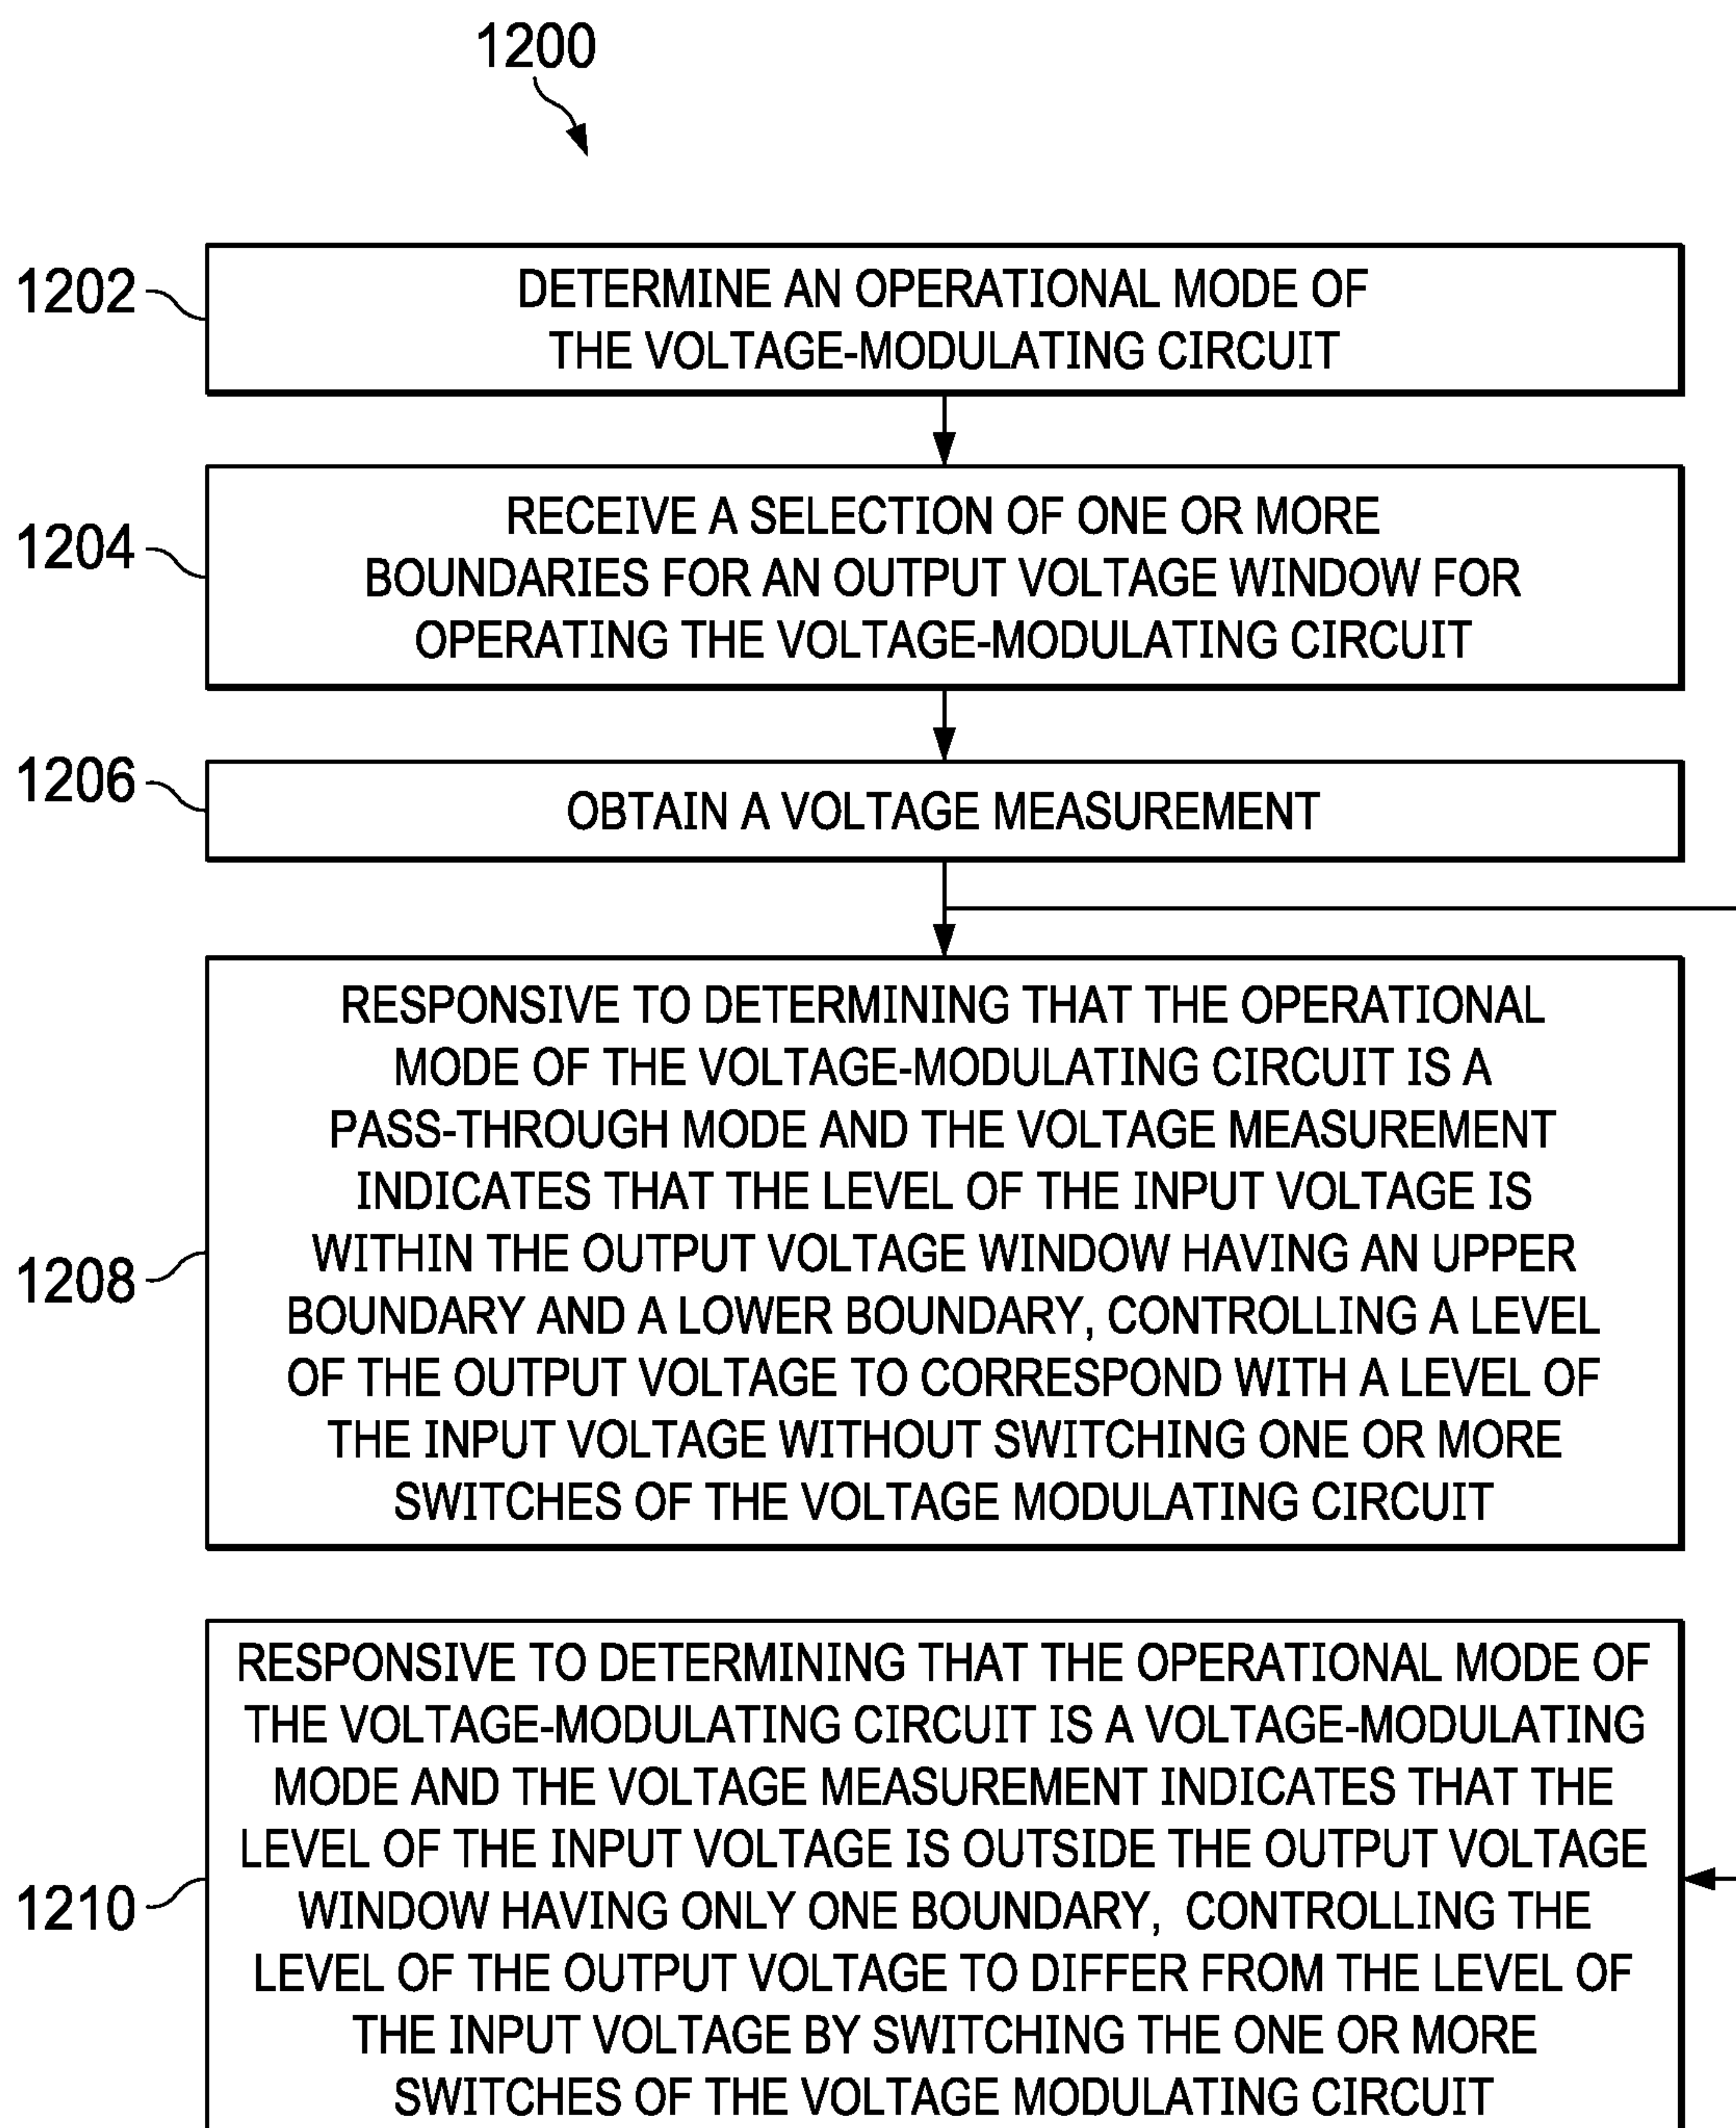 1200
1202
DETERMINE AN OPERATIONAL MODE OF
THE VOLTAGE-MODULATING CIRCUIT
1204
RECEIVE A SELECTION OF ONE OR MORE
BOUNDARIES FOR AN OUTPUT VOLTAGE WINDOW FOR
OPERATING THE VOLTAGE-MODULATING CIRCUIT
1206
OBTAIN A VOLTAGE MEASUREMENT
1208
RESPONSIVE TO DETERMINING THAT THE OPERATIONAL
MODE OF THE VOLTAGE-MODULATING CIRCUIT IS A
PASS-THROUGH MODE AND THE VOLTAGE MEASUREMENT
INDICATES THAT THE LEVEL OF THE INPUT VOLTAGE IS
WITHIN THE OUTPUT VOLTAGE WINDOW HAVING AN UPPER
BOUNDARY AND A LOWER BOUNDARY, CONTROLLING A LEVEL
OF THE OUTPUT VOLTAGE TO CORRESPOND WITH A LEVEL OF
THE INPUT VOLTAGE WITHOUT SWITCHING ONE OR MORE
SWITCHES OF THE VOLTAGE MODULATING CIRCUIT
1210
RESPONSIVE TO DETERMINING THAT THE OPERATIONAL MODE OF
THE VOLTAGE-MODULATING CIRCUIT IS A VOLTAGE-MODULATING
MODE AND THE VOLTAGE MEASUREMENT INDICATES THAT THE
LEVEL OF THE INPUT VOLTAGE IS OUTSIDE THE OUTPUT VOLTAGE
WINDOW HAVING ONLY ONE BOUNDARY, CONTROLLING THE
LEVEL OF THE OUTPUT VOLTAGE TO DIFFER FROM THE LEVEL OF
THE INPUT VOLTAGE BY SWITCHING THE ONE OR MORE
SWITCHES OF THE VOLTAGE MODULATING CIRCUIT